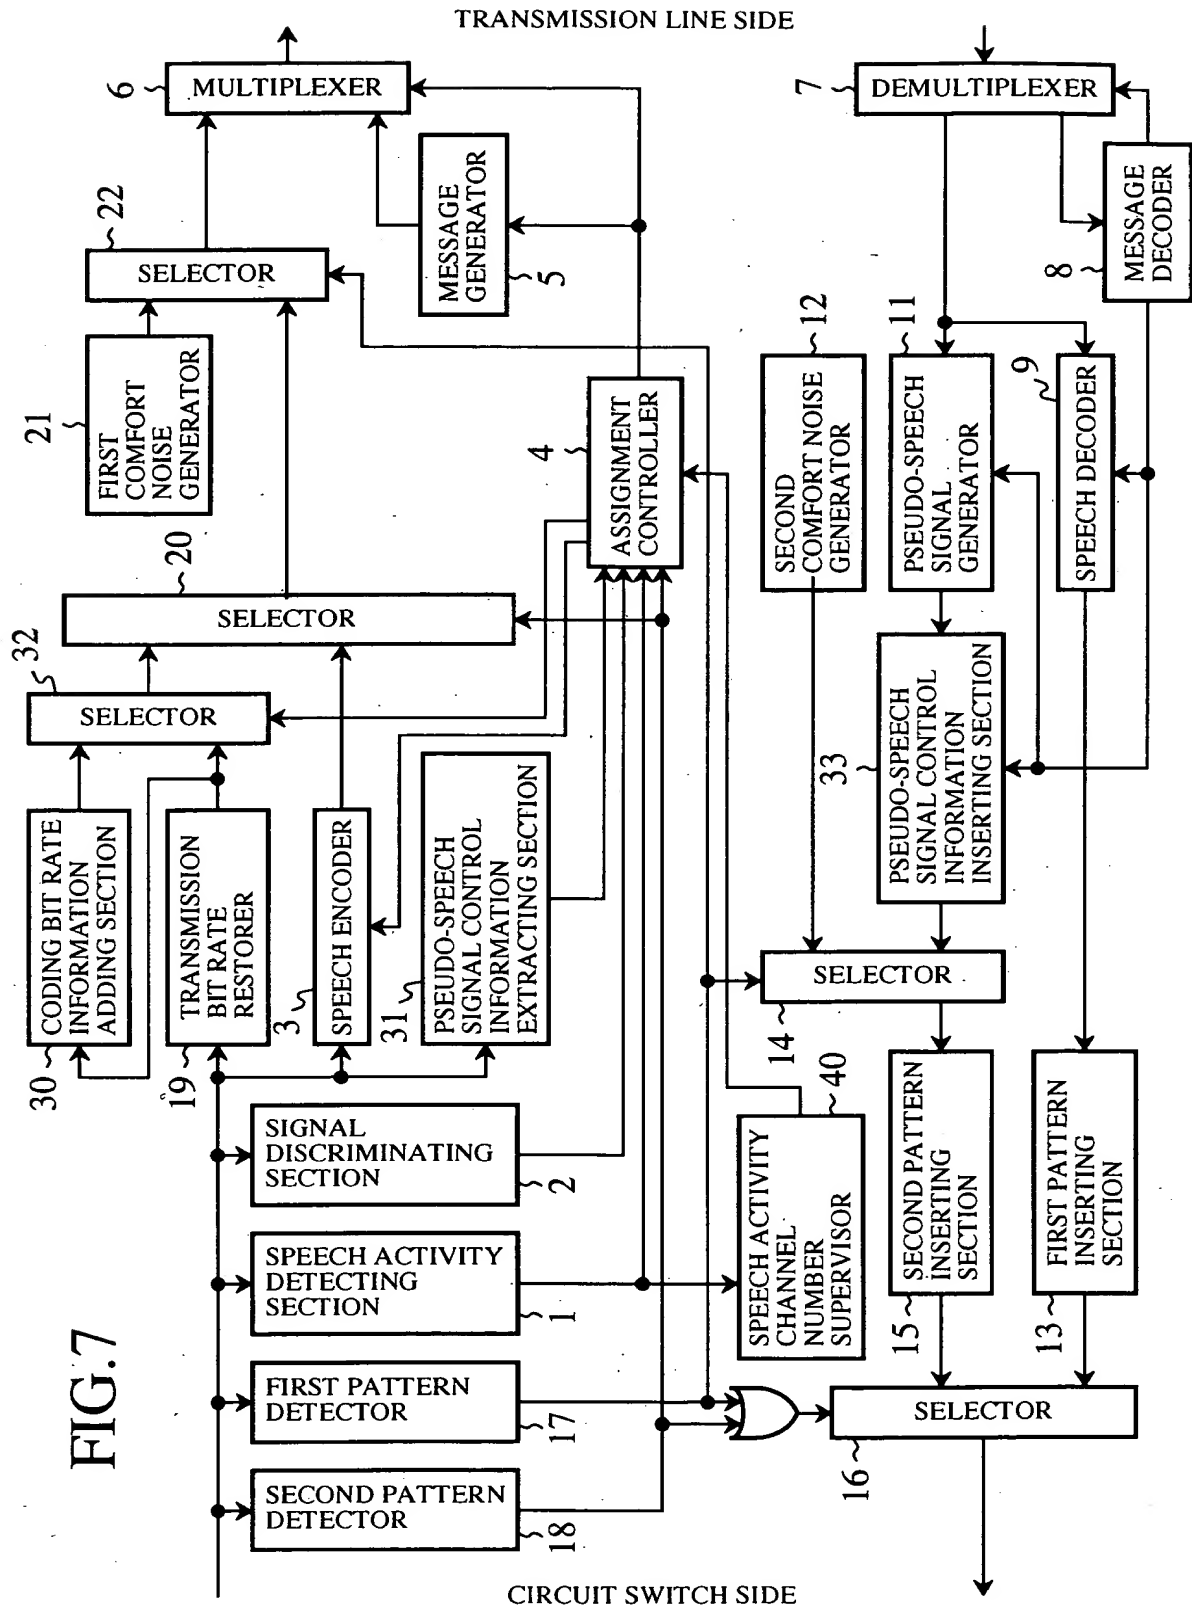 TRANSMISSION LINE SIDE
6
MULTIPLEXER
7
DEMULTIPLEXER
22
SELECTOR
MESSAGE
GENERATOR
5
MESSAGE
DECODER
8
21
FIRST
COMFORT
NOISE
GENERATOR
4
ASSIGNMENT
CONTROLLER
12
SECOND
COMFORT NOISE
GENERATOR
11
PSEUDO-SPEECH
SIGNAL
GENERATOR
9
SPEECH DECODER
20
SELECTOR
32
SELECTOR
33
PSEUDO-SPEECH
SIGNAL CONTROL
INFORMATION
INSERTING SECTION
30
CODING BIT RATE
INFORMATION
ADDING SECTION
19
TRANSMISSION
BIT RATE
RESTORER
3
SPEECH ENCODER
31
PSEUDO-SPEECH
SIGNAL CONTROL
INFORMATION
EXTRACTING SECTION
SELECTOR
14
SIGNAL
DISCRIMINATING
SECTION
2
SPEECH ACTIVITY
DETECTING
SECTION
1
40
SPEECH ACTIVITY
CHANNEL
NUMBER
SUPERVISOR
15
SECOND PATTERN
INSERTING
SECTION
13
FIRST PATTERN
INSERTING
SECTION
FIG.7
FIRST PATTERN
DETECTOR
17
SELECTOR
16
SECOND PATTERN
DETECTOR
18
CIRCUIT SWITCH SIDE